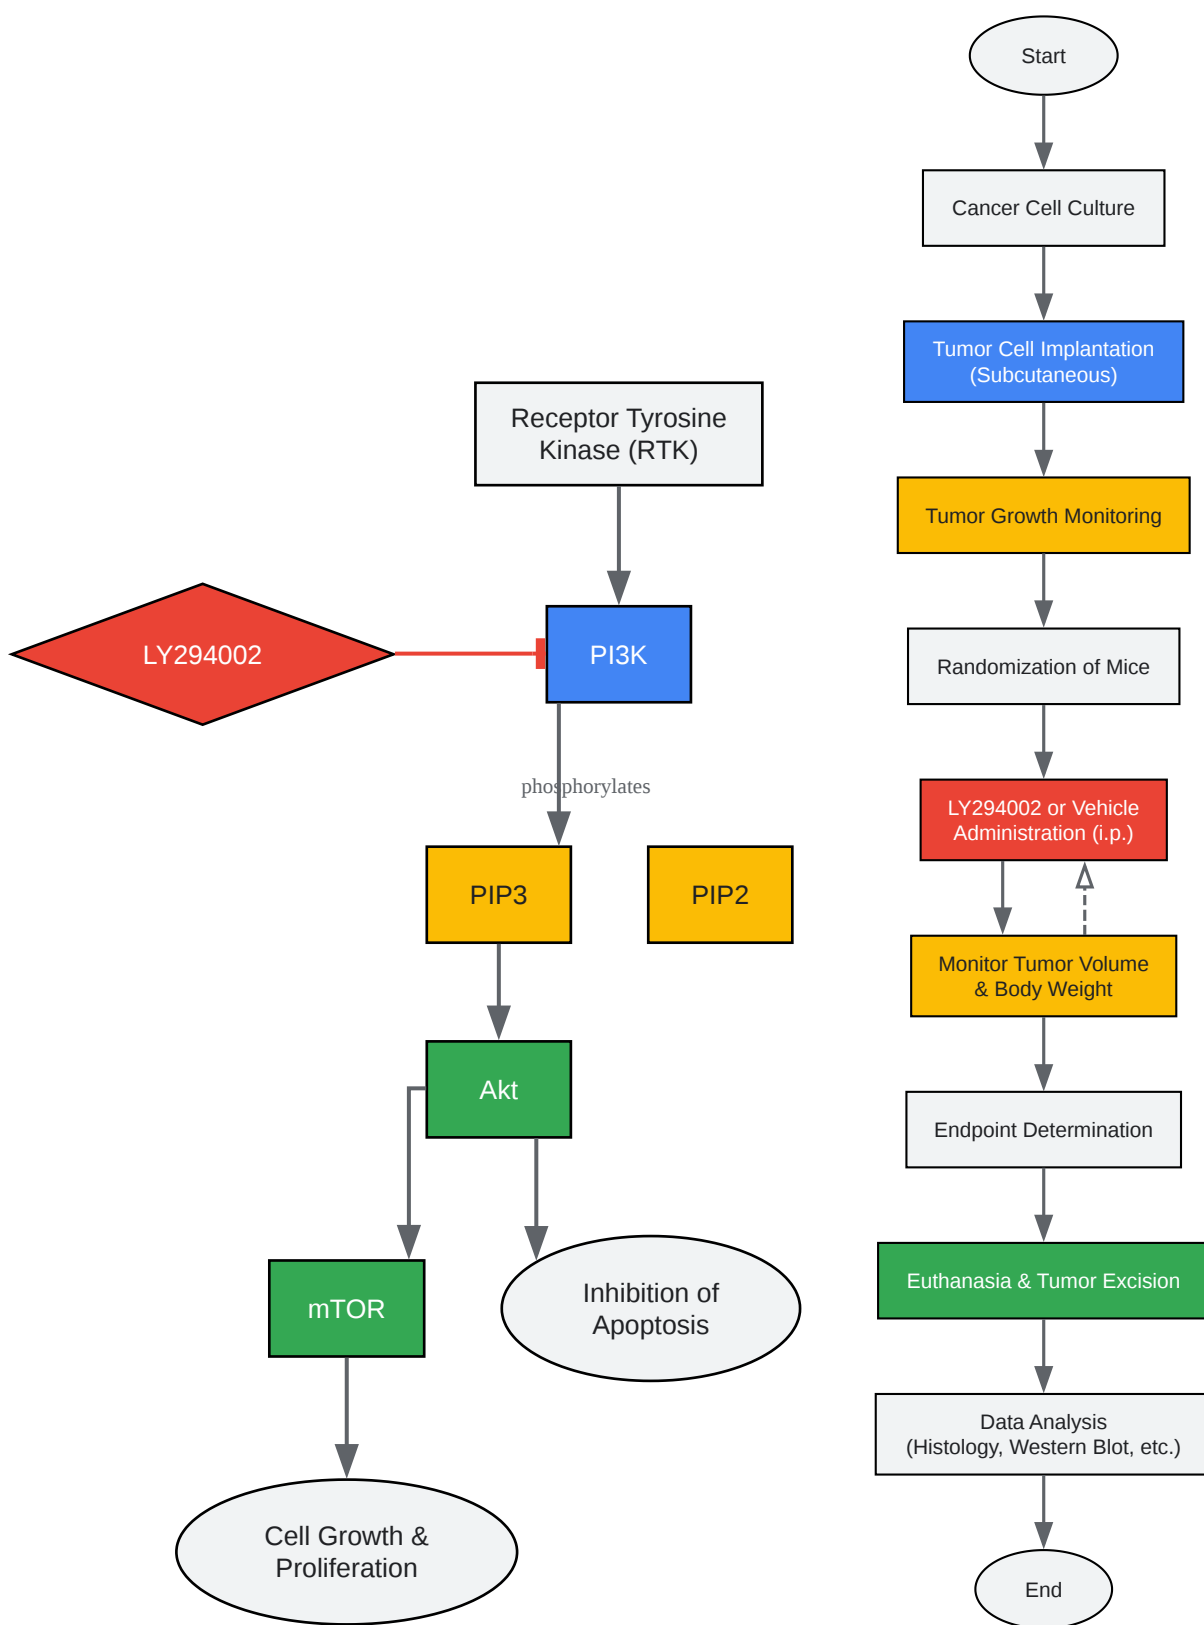 Receptor Tyrosine
Kinase (RTK)
LY294002
PI3K
phosphorylates
PIP3
PIP2
Akt
mTOR
Inhibition of
Apoptosis
Cell Growth &
Proliferation
Start
Cancer Cell Culture
Tumor Cell Implantation
(Subcutaneous)
Tumor Growth Monitoring
Randomization of Mice
LY294002 or Vehicle
Administration (i.p.)
Monitor Tumor Volume
& Body Weight
Endpoint Determination
Euthanasia & Tumor Excision
Data Analysis
(Histology, Western Blot, etc.)
End